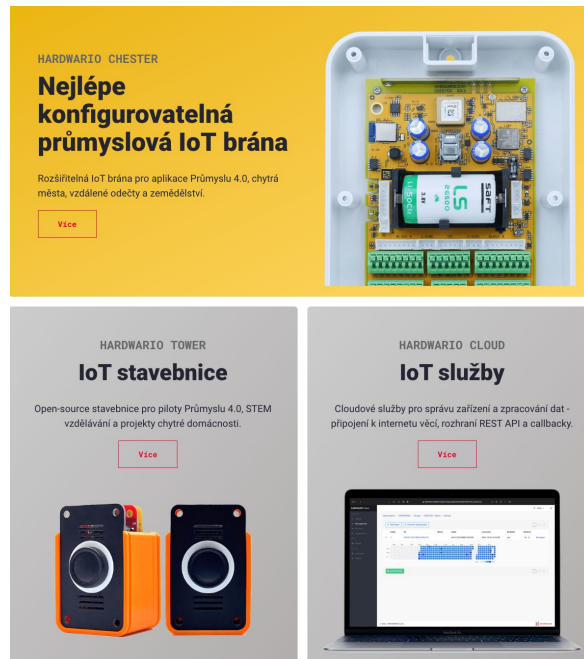 HARDWARIO CHESTER
Nejlépe
konfigurovatelná
průmyslová IoT brána
Rozšiřitelná IoT brána pro aplikace Průmyslu 4.0, chytrá
města, vzdálené odečty a zemědělství.
Více
LS
26500
saft
Li-SOCl2
3.6V
HARDWARIO TOWER
IoT stavebnice
Open-source stavebnice pro piloty Průmyslu 4.0, STEM
vzdělávání a projekty chytré domácnosti.
Více
HARDWARIO CLOUD
IoT služby
Cloudové služby pro správu zařízení a zpracování dat -
připojení k internetu věcí, rozhraní REST API a callbacky.
Více